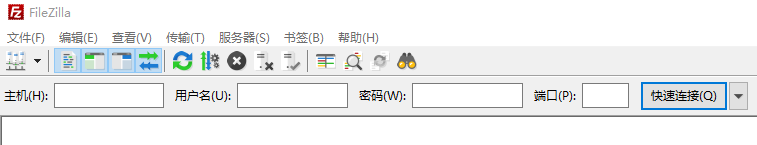 FileZilla
文件(F) 编辑(E) 查看(V) 传输(T) 服务器(S) 书签(B) 帮助(H)
主机(H): 用户名(U): 密码(W): 端口(P): 快速连接(Q)